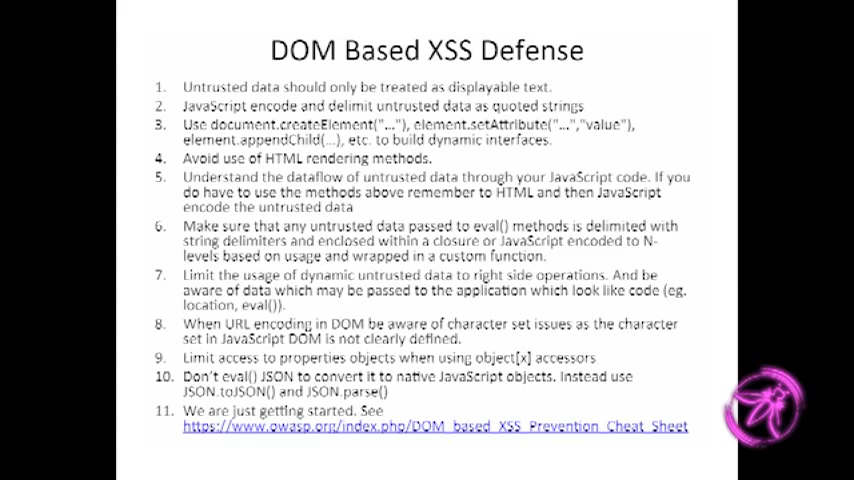 DOM Based XSS Defense
1. Untrusted data should only be treated as displayable text.
2. JavaScript encode and delimit untrusted data as quoted strings
3. Use document.createElement("…"), element.setAttribute("…","value"),
element.appendChild(…), etc. to build dynamic interfaces.
4. Avoid use of HTML rendering methods.
5. Understand the dataflow of untrusted data through your JavaScript code. If you
do have to use the methods above remember to HTML and then JavaScript
encode the untrusted data
6. Make sure that any untrusted data passed to eval() methods is delimited with
string delimiters and enclosed within a closure or JavaScript encoded to N-
levels based on usage and wrapped in a custom function.
7. Limit the usage of dynamic untrusted data to right side operations. And be
aware of data which may be passed to the application which look like code (eg.
location, eval()).
8. When URL encoding in DOM be aware of character set issues as the character
set in JavaScript DOM is not clearly defined.
9. Limit access to properties objects when using object[x] accessors
10. Don't eval() JSON to convert it to native JavaScript objects. Instead use
JSON.toJSON() and JSON.parse()
11. We are just getting started. See
https://www.owasp.org/index.php/DOM_based_XSS_Prevention_Cheat_Sheet